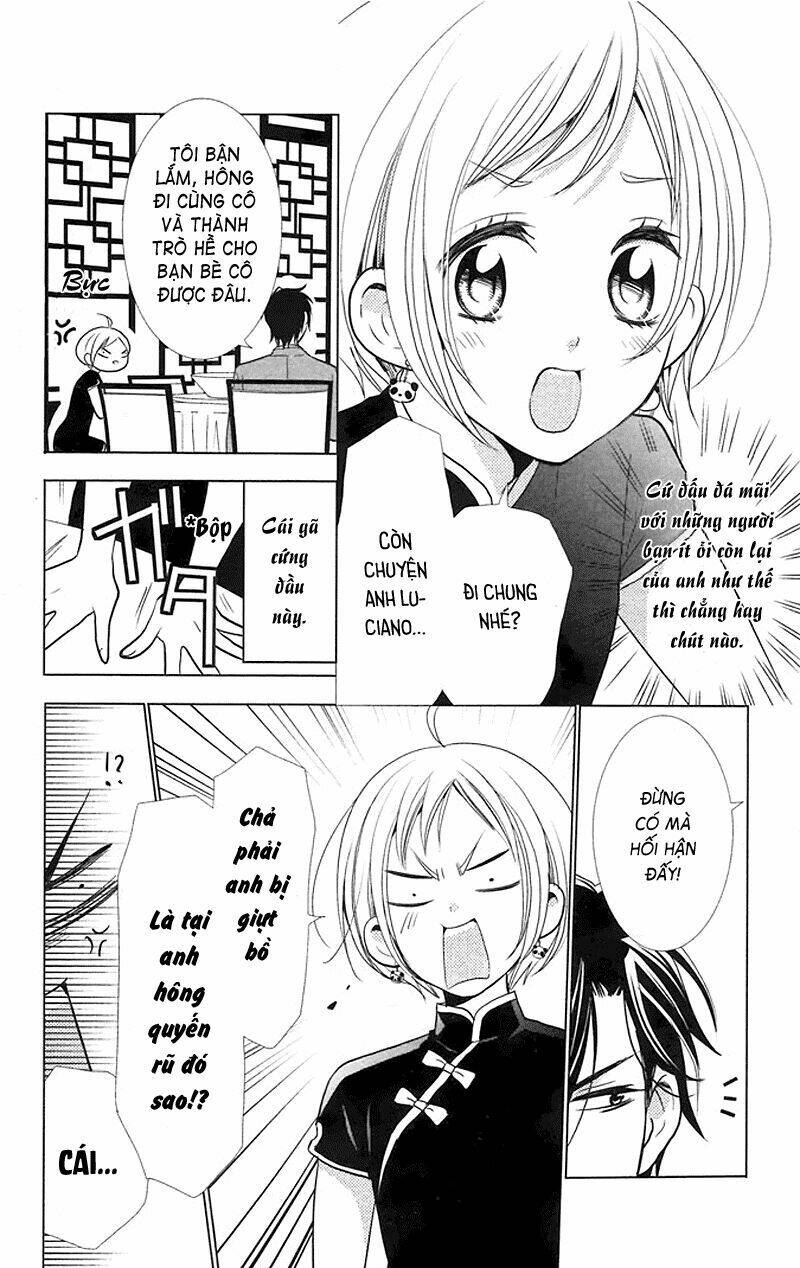 Cứ dấu đá mãi
với những người
bạn ít ỏi còn lại
của anh như thế
thì chẳng hay
chút nào.
ĐI CHUNG
NHÉ?
CÒN
CHUYỆN
ANH LU-
CIANO...
TÔI BẬN
LẮM, HÔNG
ĐI CÙNG CÔ
VÀ THÀNH
TRÒ HỀ CHO
BẠN BÈ CÔ
ĐƯỢC ĐÂU.
Bực
Cái gã
cứng
đầu
này.
*Bộp
ガタ
ĐỪNG
CÓ MÀ
HỐI HẬN
ĐẤY!
Chả
phải
anh bị
giựt
bồ
Là tại
anh
hông
quyến
rũ đó
sao!?
!?
CÁI...